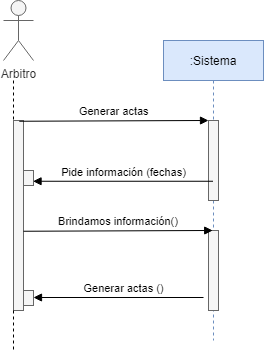 :Sistema
Arbitro
Generar actas
Pide información (fechas)
Brindamos información()
Generar actas ()